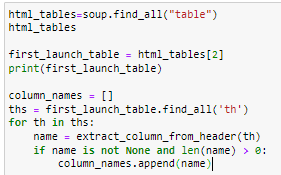 html_tables=soup.find_all("table")
html_tables
first_launch_table = html_tables[2]
print(first_launch_table)
column_names = []
ths = first_launch_table.find_all('th')
for th in ths:
    name = extract_column_from_header(th)
    if name is not None and len(name) > 0:
        column_names.append(name)